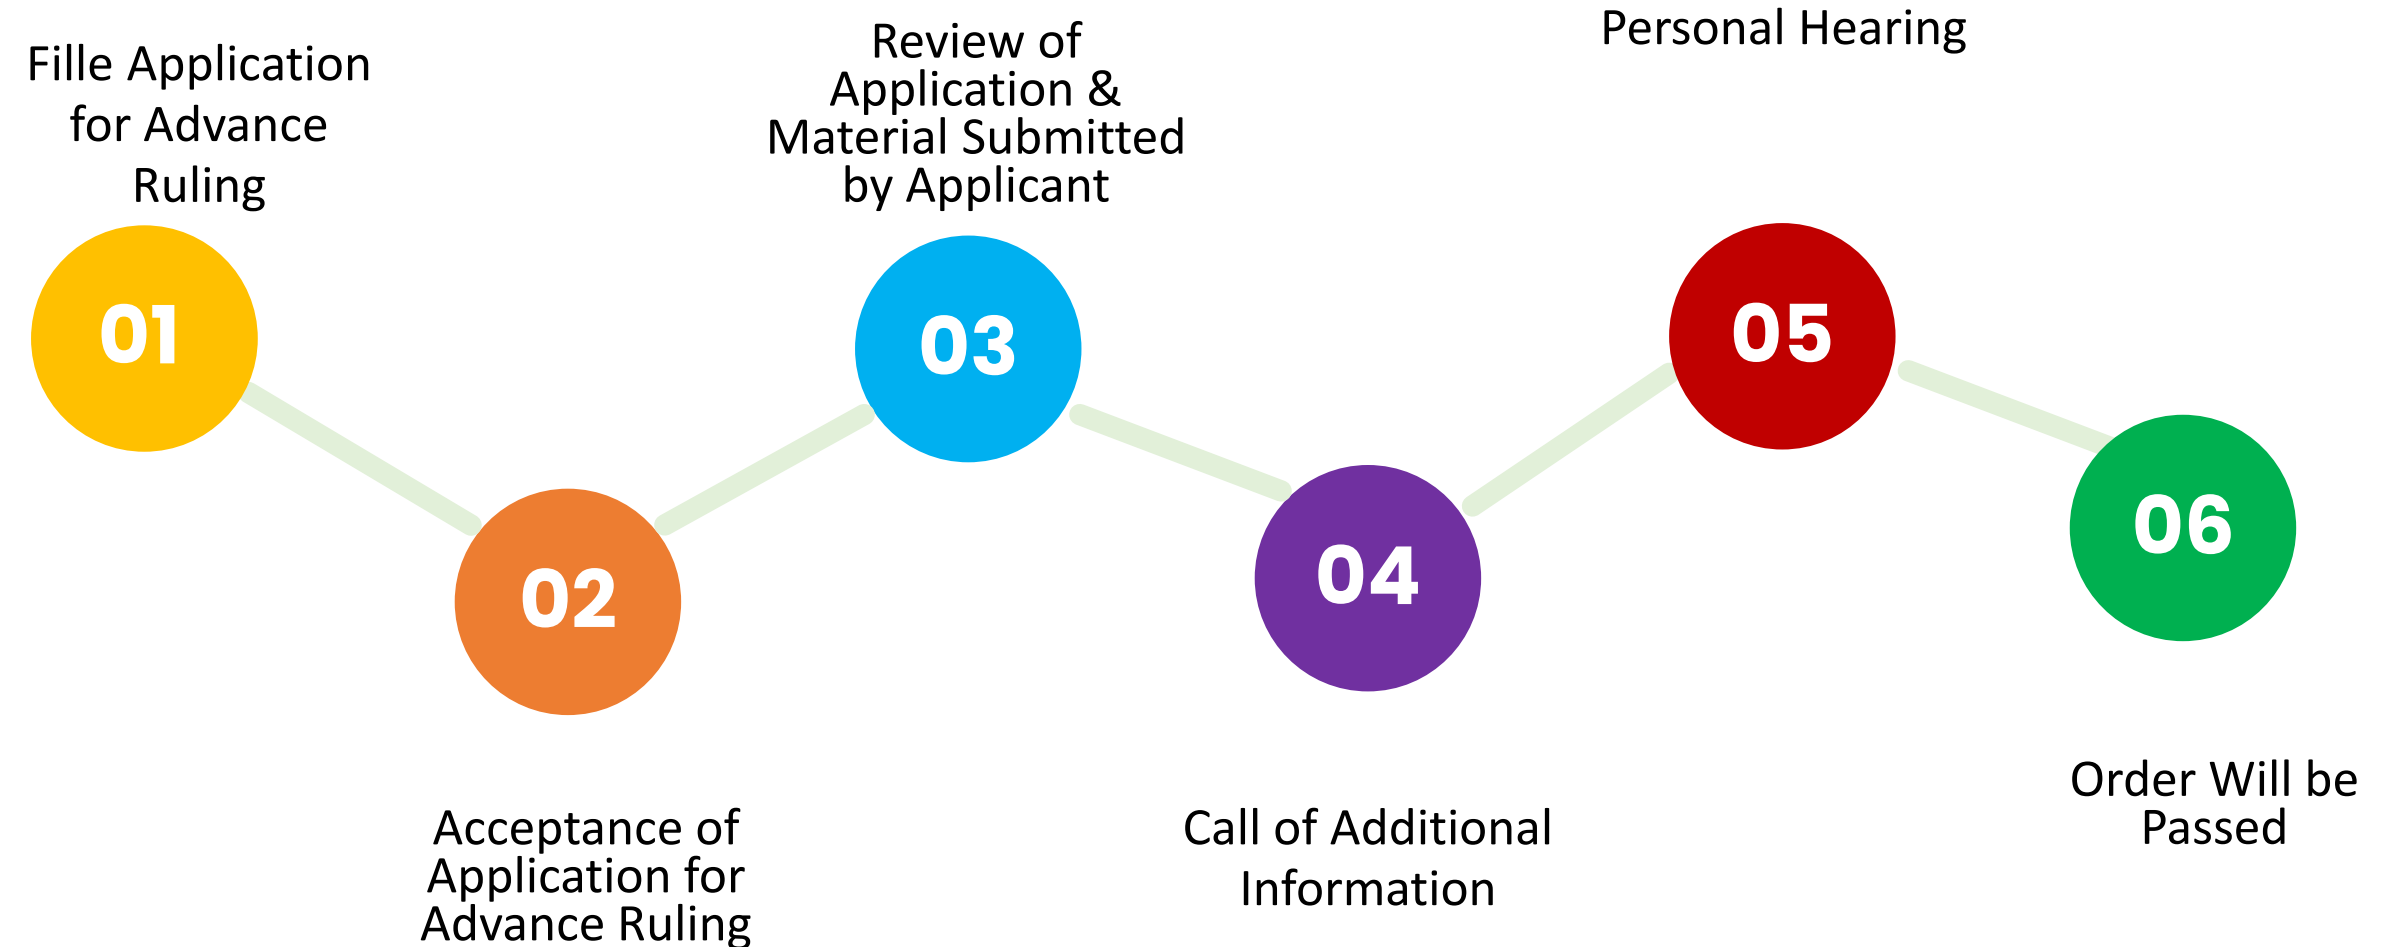 Fille Application
for Advance
Ruling
01
Acceptance of
Application for
Advance Ruling
02
Review of
Application &
Material Submitted
by Applicant
03
Call of Additional
Information
04
Personal Hearing
05
Order Will be
Passed
06